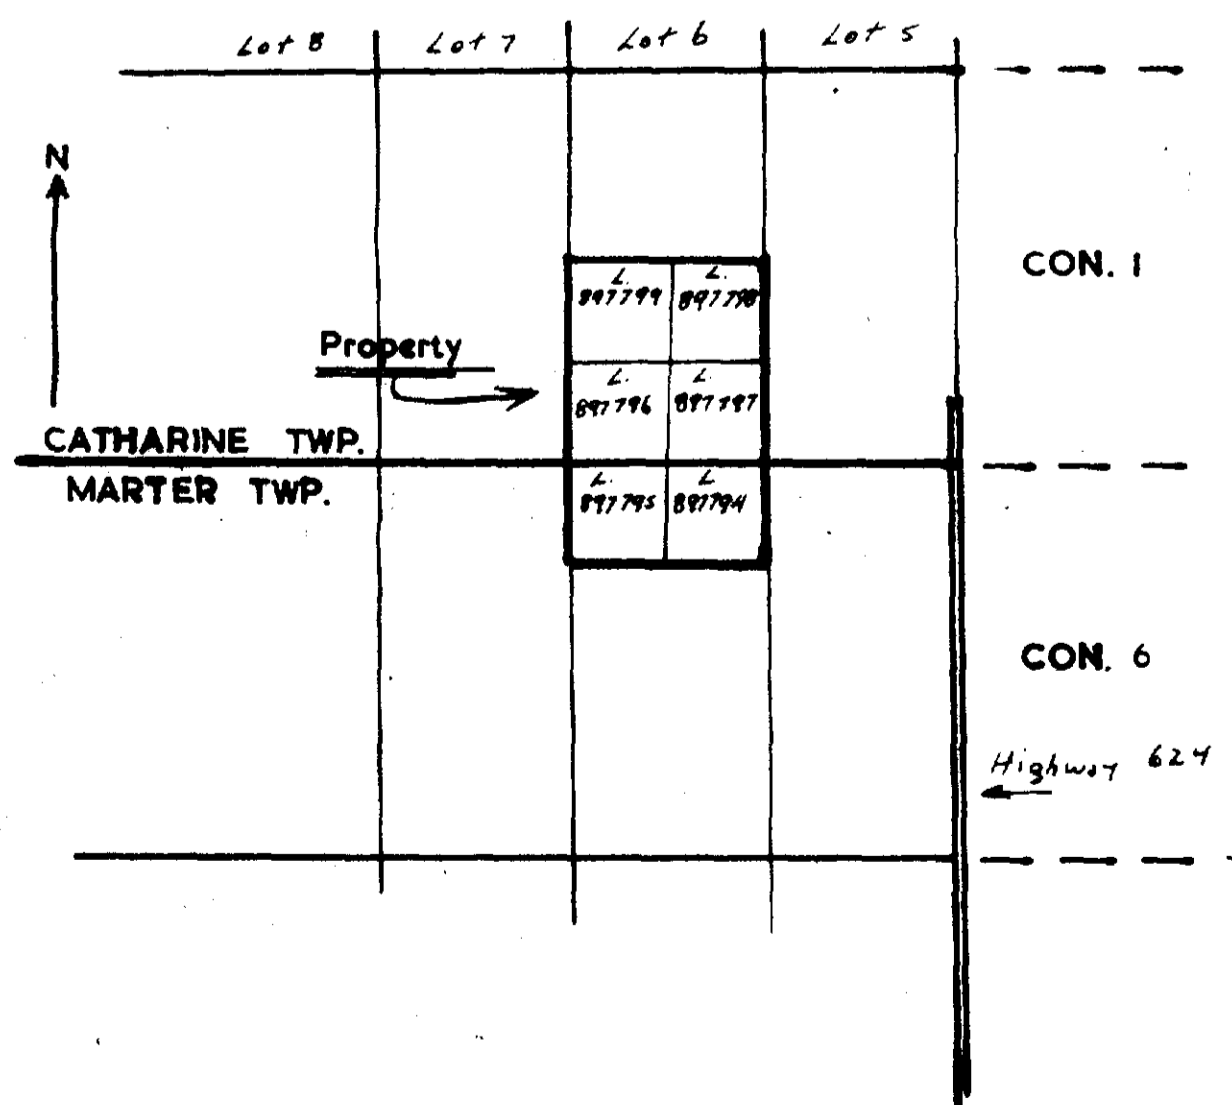 Lot 8 Lot 7 Lot 6 Lot 5
N
CON. 1
L. L.
897799 897798
Property
L. L.
897796 897797
CATHARINE TWP.
MARTER TWP.
L. L
897795 897794
CON. 6
Highway 624